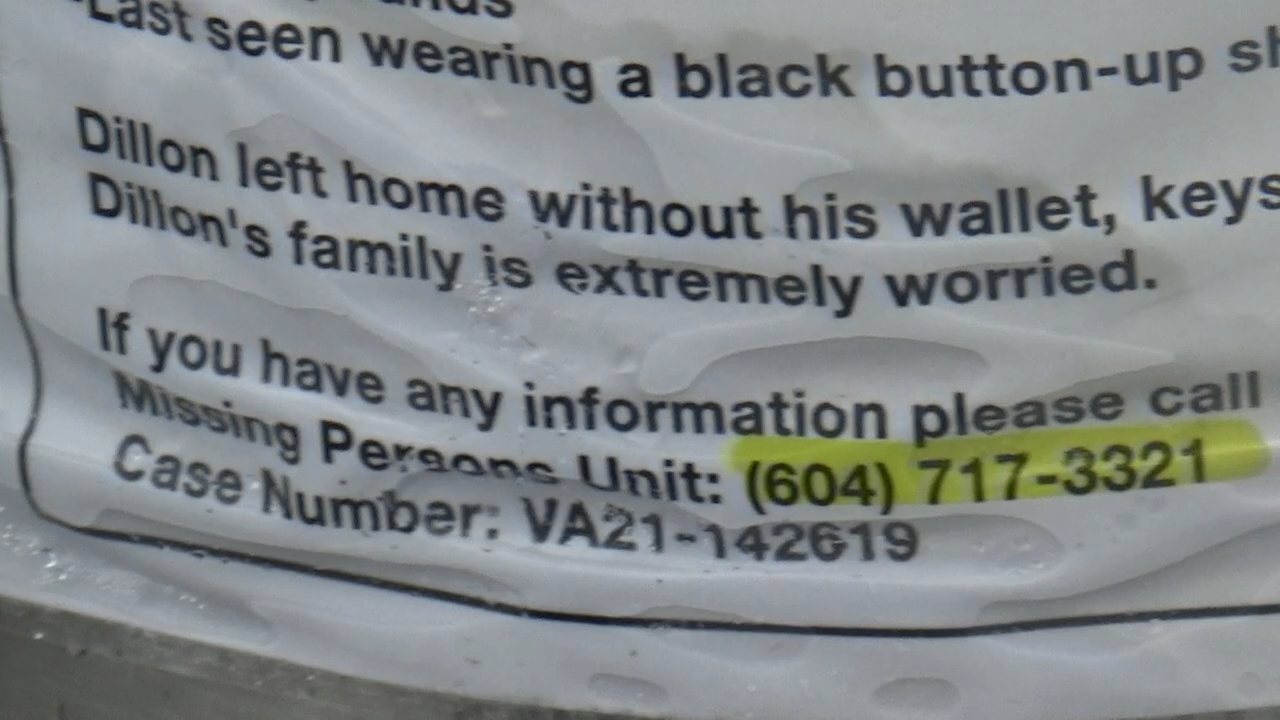 Last seen wearing a black button-up sh
Dillon left home without his wallet, keys
Dillon's family is extremely worried.
If you have any information please call
Missing Persons Unit: (604) 717-3321
Case Number: VA21-142619